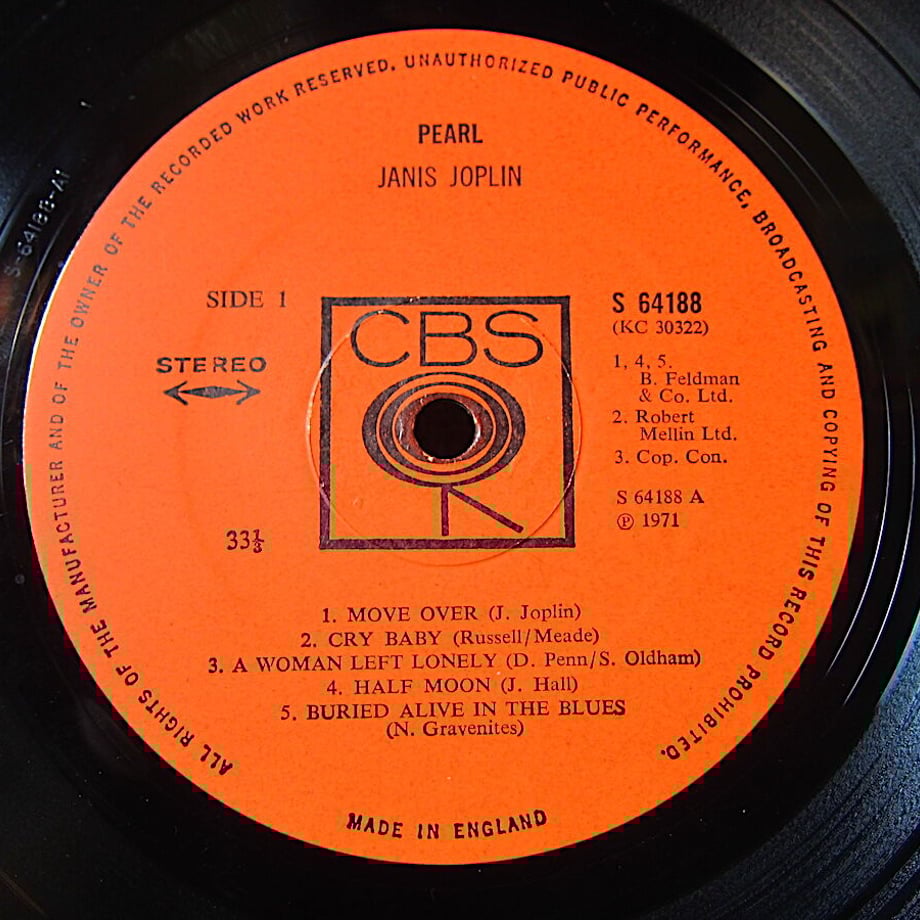 ALL RIGHTS OF THE MANUFACTURER AND OF THE OWNER OF THE RECORDED WORK RESERVED. UNAUTHORIZED PUBLIC PERFORMANCE, BROADCASTING AND COPYING OF THIS RECORD PROHIBITED.
PEARL
JANIS JOPLIN
SIDE 1
STEREO
33⅓
CBS
S 64188
(KC 30322)
1, 4, 5.
B. Feldman
& Co. Ltd.
2. Robert
Mellin Ltd.
3. Cop. Con.
S 64188 A
℗ 1971
1. MOVE OVER (J. Joplin)
2. CRY BABY (Russell/Meade)
3. A WOMAN LEFT LONELY (D. Penn/S. Oldham)
4. HALF MOON (J. Hall)
5. BURIED ALIVE IN THE BLUES
(N. Gravenites)
MADE IN ENGLAND
S-64188-A1